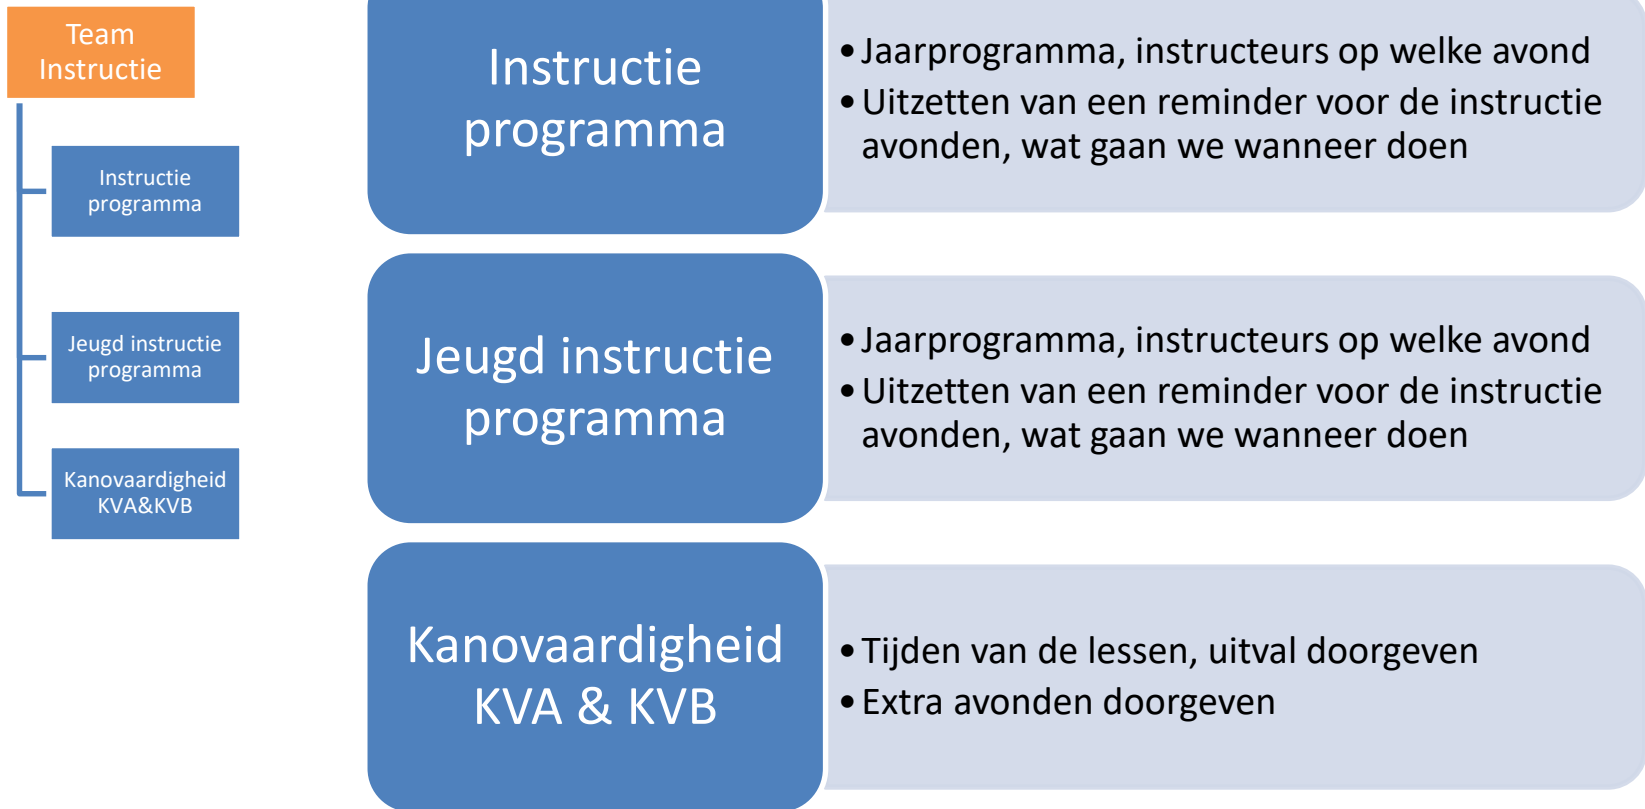 Team
Instructie
Instructie
programma
Jeugd instructie
programma
Kanovaardigheid
KVA&KVB
Instructie
programma
• Jaarprogramma, instructeurs op welke avond
• Uitzetten van een reminder voor de instructie
avonden, wat gaan we wanneer doen
Jeugd instructie
programma
• Jaarprogramma, instructeurs op welke avond
• Uitzetten van een reminder voor de instructie
avonden, wat gaan we wanneer doen
Kanovaardigheid
KVA & KVB
• Tijden van de lessen, uitval doorgeven
• Extra avonden doorgeven